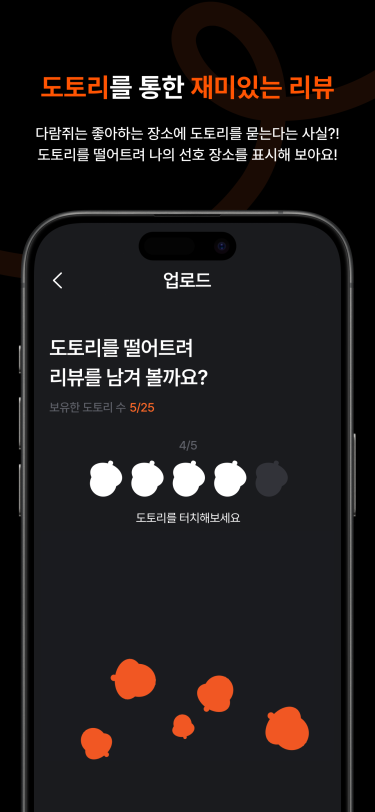 도토리를 통한 재미있는 리뷰
다람쥐는 좋아하는 장소에 도토리를 묻는다는 사실?!
도토리를 떨어트려 나의 선호 장소를 표시해 보아요!
업로드
도토리를 떨어트려
리뷰를 남겨 볼까요?
보유한 도토리 수 5/25
4/5
도토리를 터치해보세요